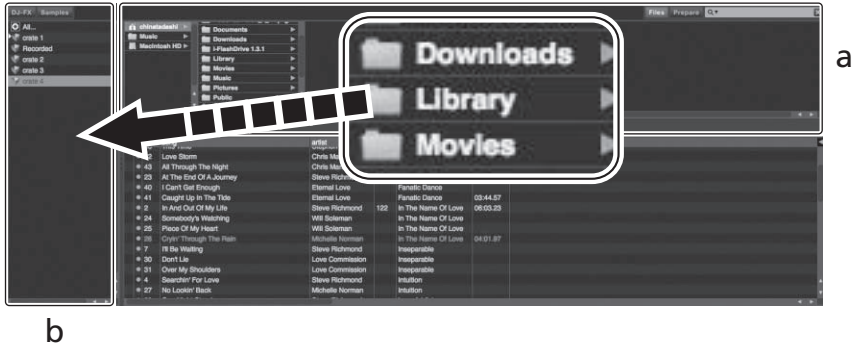 DJ-FX Samples
All...
crate 1
Recorded
crate 2
crate 3
crate 4
chinatadashi
Music
Macintosh HD
Documents
Downloads
i-FlashDrive 1.3.1
Library
Movies
Music
Pictures
Public
Files Prepare Q
Downloads
Library
Movies
a
artist
Love Storm Chris
43 All Through The Night Chris
23 At The End Of A Journey Steve
40 I Can't Get Enough Eternal Love Fanatic Dance
41 Caught Up In The Tide Eternal Love Fanatic Dance 03:44.57
2 In And Out Of My Life Steve Richmond 122 In The Name Of Love 06:03.23
24 Somebody's Watching Will Soleman In The Name Of Love
25 Piece Of My Heart Will Soleman In The Name Of Love
26 Cryin' Through The Rain Michelle Norman In The Name Of Love 04:01.97
7 I'll Be Waiting Steve Richmond Inseparable
30 Don't Lie Love Commission Inseparable
31 Over My Shoulders Love Commission Inseparable
4 Searchin' For Love Steve Richmond Intuition
27 No Lookin' Back Michelle Norman Intuition
b